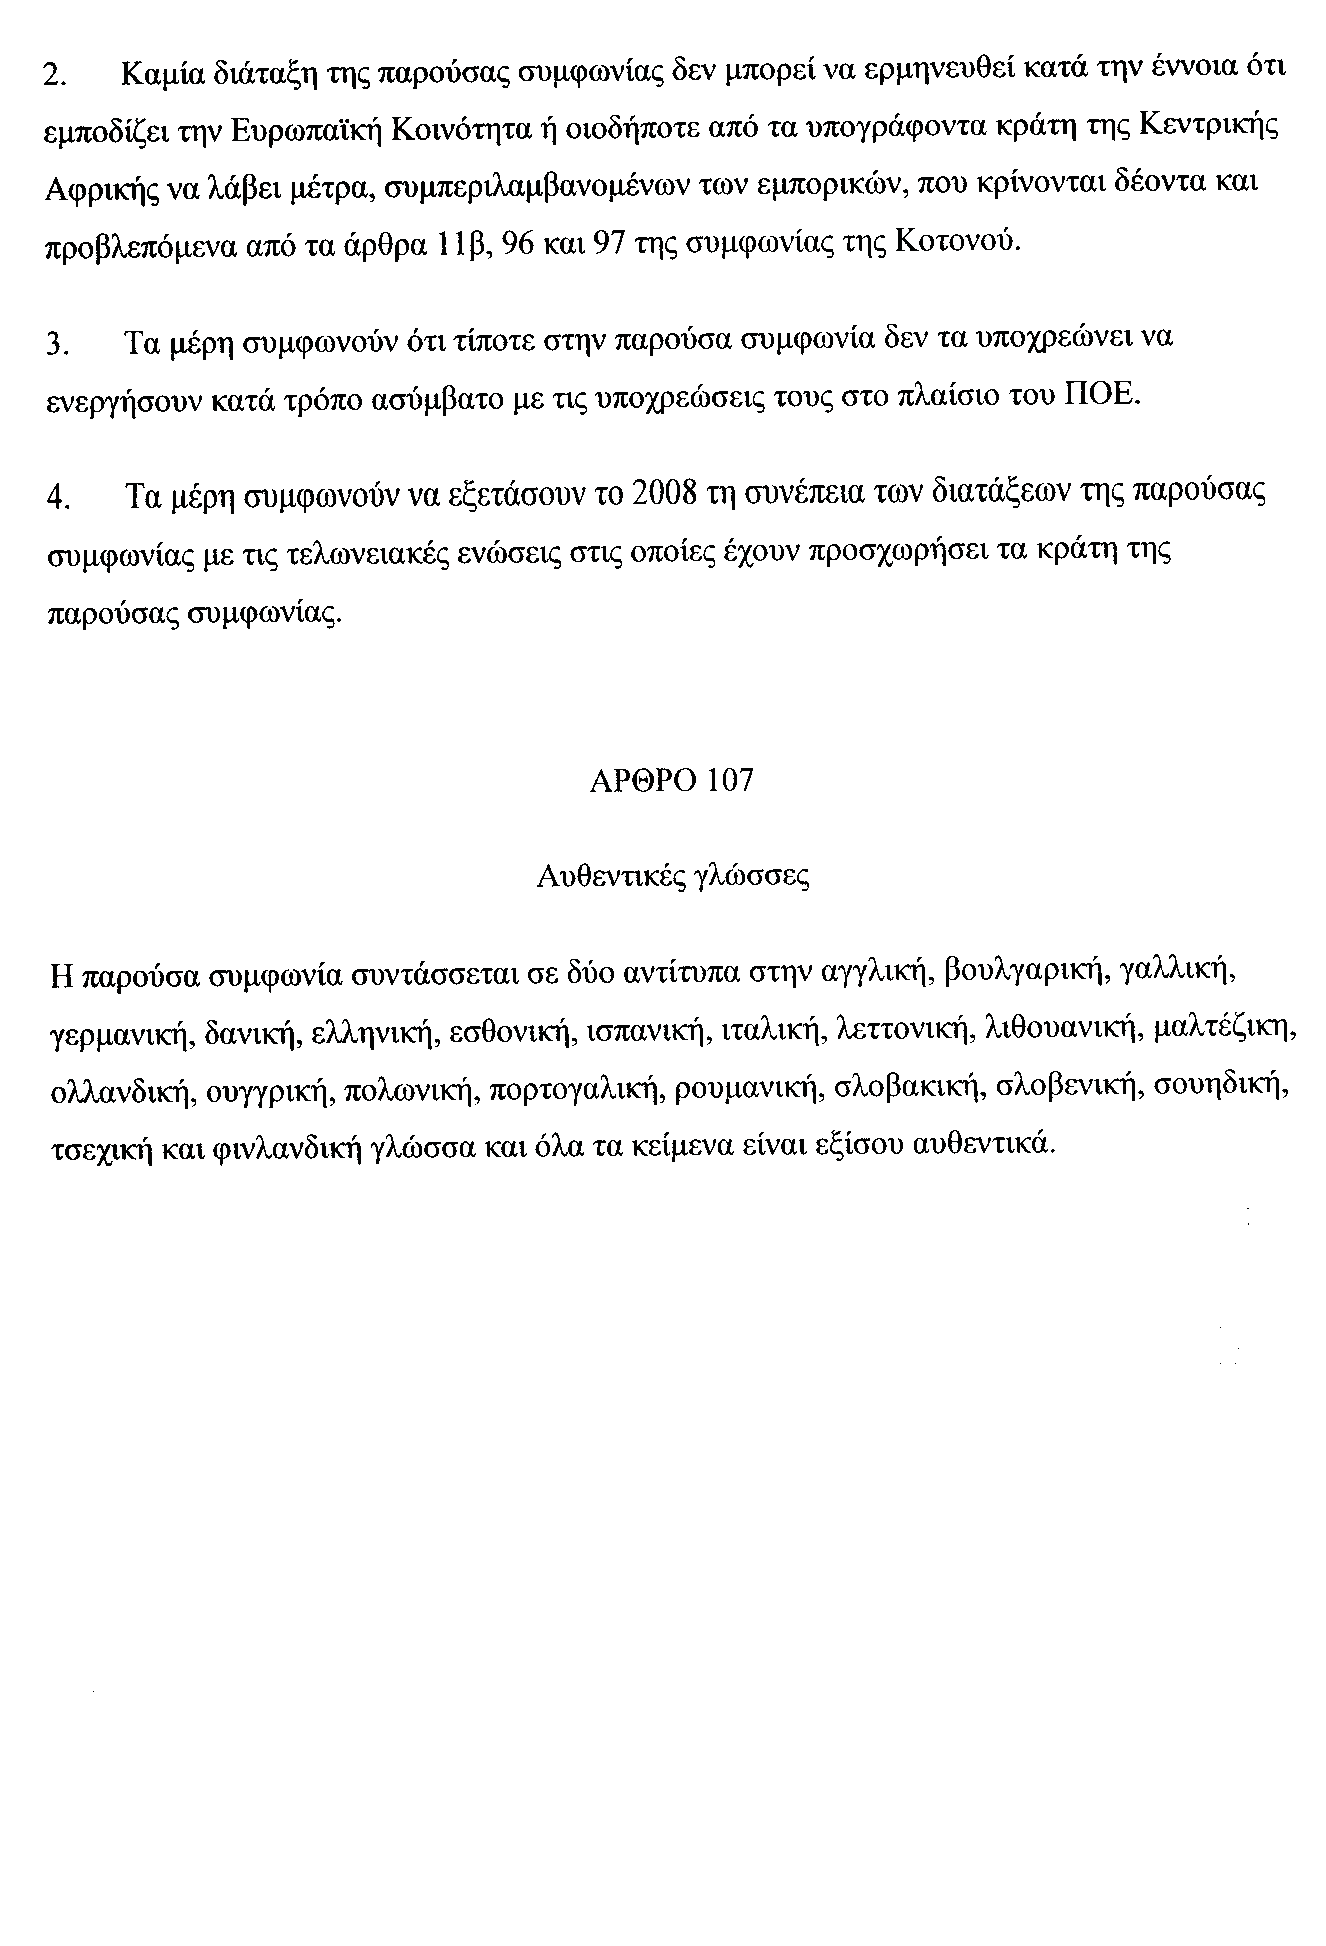 2. Καμία διάταξη της παρούσας συμφωνίας δεν μπορεί να ερμηνευθεί κατά την έννοια ότι
εμποδίζει την Ευρωπαϊκή Κοινότητα ή οιοδήποτε από τα υπογράφοντα κράτη της Κεντρικής
Αφρικής να λάβει μέτρα, συμπεριλαμβανομένων των εμπορικών, που κρίνονται δέοντα και
προβλεπόμενα από τα άρθρα 11β, 96 και 97 της συμφωνίας της Κοτονού.
3. Τα μέρη συμφωνούν ότι τίποτε στην παρούσα συμφωνία δεν τα υποχρεώνει να
ενεργήσουν κατά τρόπο ασύμβατο με τις υποχρεώσεις τους στο πλαίσιο του ΠΟΕ.
4. Τα μέρη συμφωνούν να εξετάσουν το 2008 τη συνέπεια των διατάξεων της παρούσας
συμφωνίας με τις τελωνειακές ενώσεις στις οποίες έχουν προσχωρήσει τα κράτη της
παρούσας συμφωνίας.
ΑΡΘΡΟ 107
Αυθεντικές γλώσσες
Η παρούσα συμφωνία συντάσσεται σε δύο αντίτυπα στην αγγλική, βουλγαρική, γαλλική,
γερμανική, δανική, ελληνική, εσθονική, ισπανική, ιταλική, λεττονική, λιθουανική, μαλτέζικη,
ολλανδική, ουγγρική, πολωνική, πορτογαλική, ρουμανική, σλοβακική, σλοβενική, σουηδική,
τσεχική και φινλανδική γλώσσα και όλα τα κείμενα είναι εξίσου αυθεντικά.